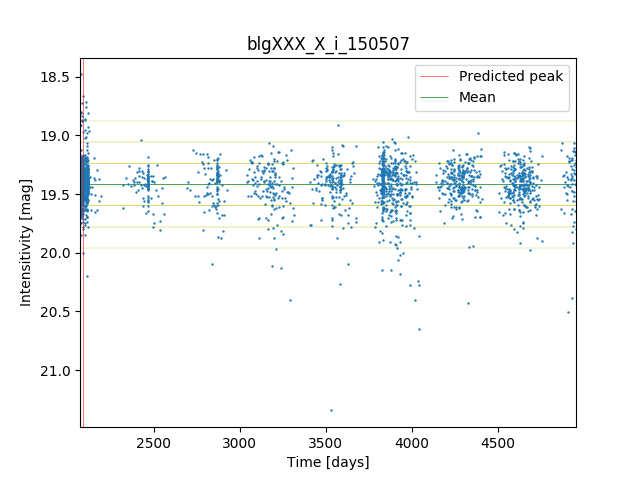 blgXXX_X_i_150507
Predicted peak
Mean
18.5
19.0
19.5
20.0
20.5
21.0
Intensitivity [mag]
2500 3000 3500 4000 4500
Time [days]